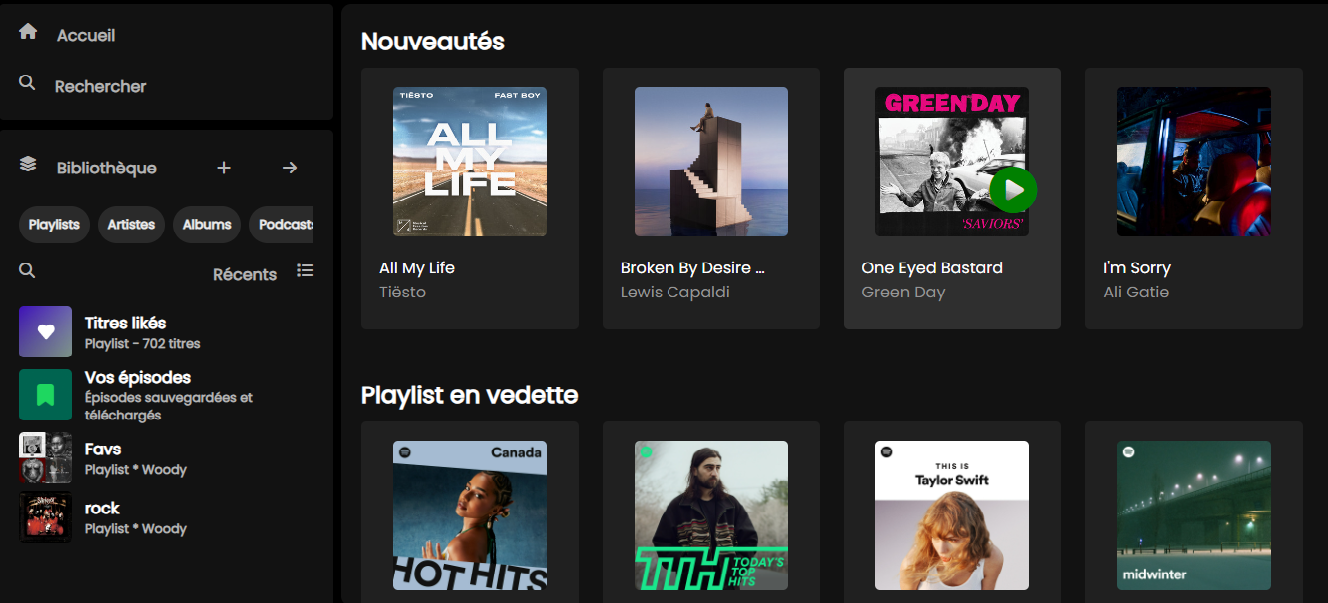 Accueil
Rechercher
Bibliothèque
Playlists
Artistes
Albums
Podcasts
Récents
Titres likés
Playlist - 702 titres
Vos épisodes
Épisodes sauvegardées et
téléchargés
Favs
Playlist * Woody
rock
Playlist * Woody
Nouveautés
TIËSTO
FAST BOY
ALL
MY
LIFE
All My Life
Tiësto
Broken By Desire ...
Lewis Capaldi
GREEN DAY
'SAVIORS'
One Eyed Bastard
Green Day
I'm Sorry
Ali Gatie
Playlist en vedette
Canada
HOT HITS
TTH
TODAY'S
TOP
HITS
THIS IS
Taylor Swift
midwinter